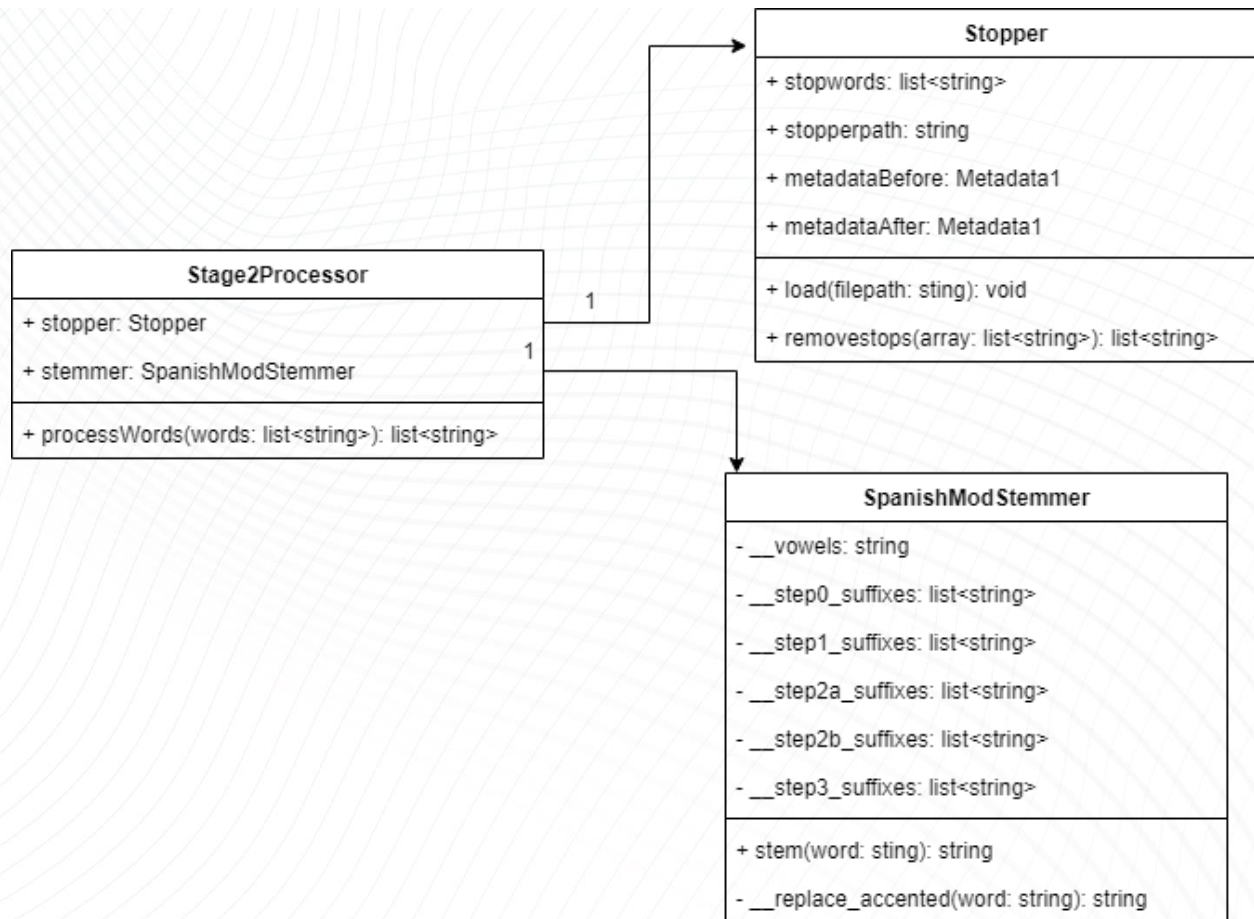 Stopper
+ stopwords: list<string>
+ stopperpath: string
+ metadataBefore: Metadata1
+ metadataAfter: Metadata1
+ load(filepath: sting): void
+ removestops(array: list<string>): list<string>
Stage2Processor
+ stopper: Stopper
+ stemmer: SpanishModStemmer
+ processWords(words: list<string>): list<string>
1
1
SpanishModStemmer
- __vowels: string
- __step0_suffixes: list<string>
- __step1_suffixes: list<string>
- __step2a_suffixes: list<string>
- __step2b_suffixes: list<string>
- __step3_suffixes: list<string>
+ stem(word: sting): string
- __replace_accented(word: string): string